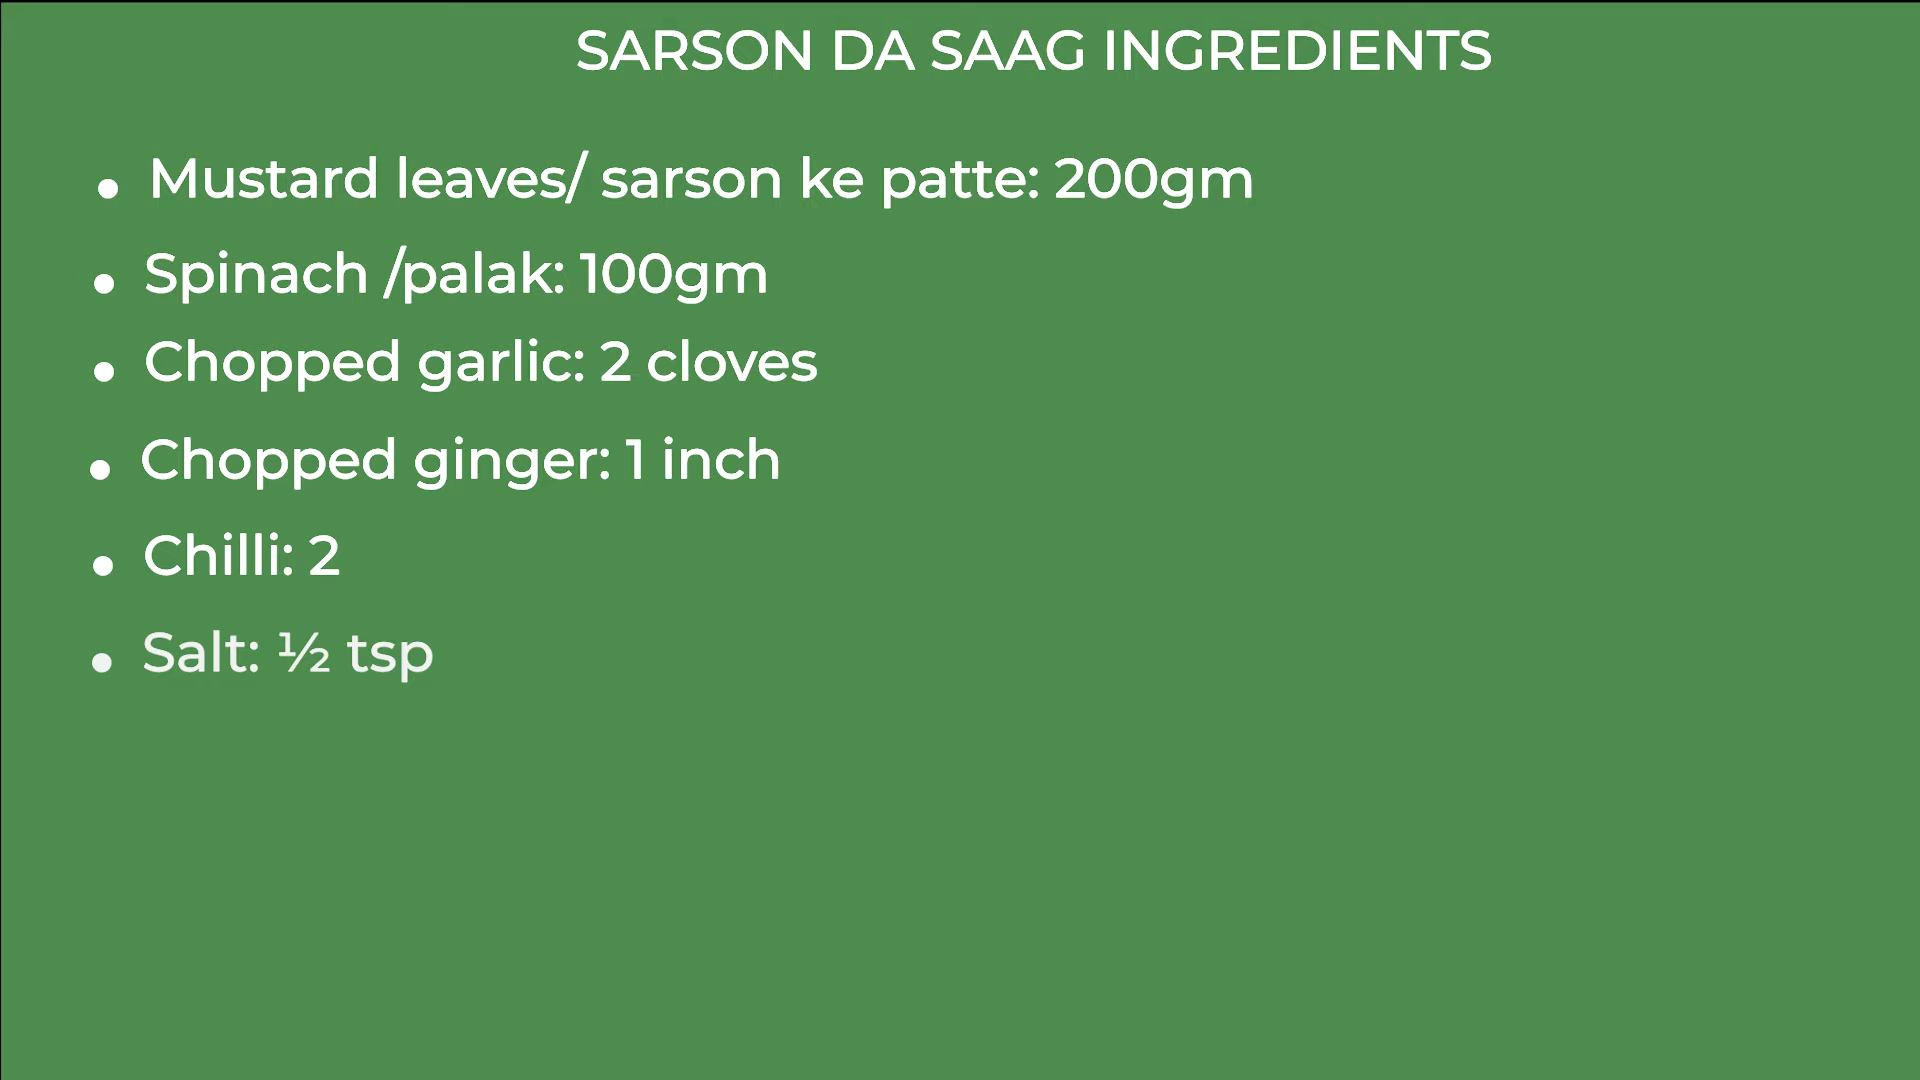 SARSON DA SAAG INGREDIENTS
• Mustard leaves/ sarson ke patte: 200gm
• Spinach /palak: 100gm
• Chopped garlic: 2 cloves
• Chopped ginger: 1 inch
• Chilli: 2
• Salt: ½ tsp